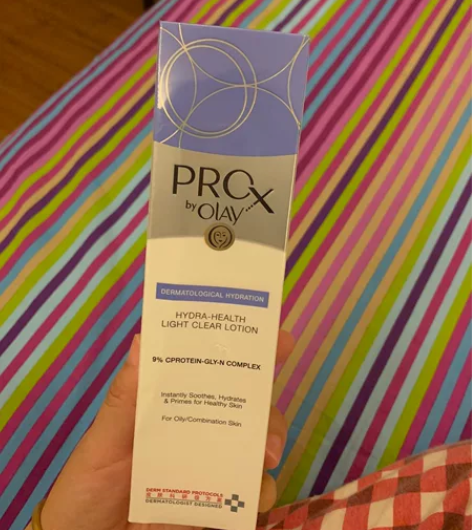 PROX
by OLAY
DERMATOLOGICAL HYDRATION
HYDRA-HEALTH
LIGHT CLEAR LOTION
9% CPROTEIN-GLY-N COMPLEX
Instantly Soothes, Hydrates
& Primes for Healthy Skin
For Oily/Combination Skin
DERM STANDARD PROTOCOLS
DERMATOLOGIST DESIGNED